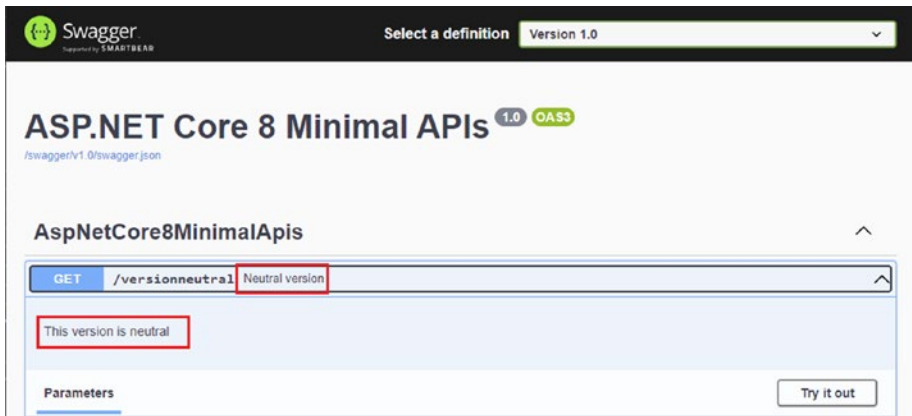 Swagger.
Supported by SMARTBEAR
Select a definition
Version 1.0
ASP.NET Core 8 Minimal APIs 1.0 OAS3
/swagger/v1.0/swagger.json
AspNetCore8MinimalApis
GET /versionneutral Neutral version
This version is neutral
Parameters
Try it out